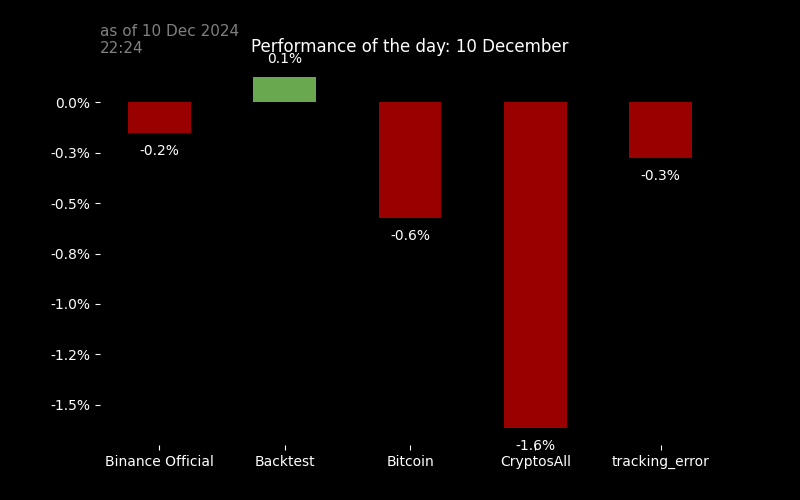 as of 10 Dec 2024
22:24
Performance of the day: 10 December
0.1%
0.0%
-0.2%
-0.3%
-0.3%
-0.5%
-0.6%
-0.8%
-1.0%
-1.2%
-1.5%
-1.6%
Binance Official
Backtest
Bitcoin
CryptosAll
tracking_error